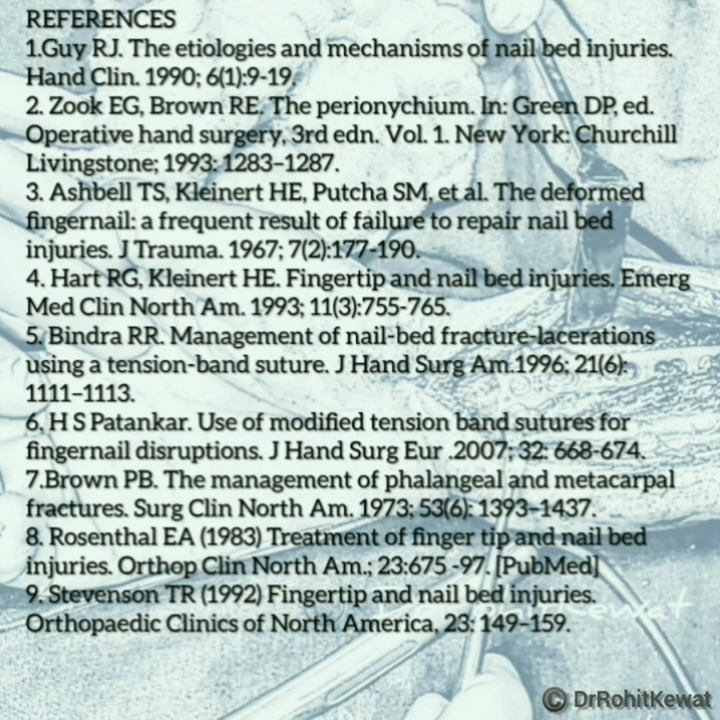 REFERENCES
1.Guy RJ. The etiologies and mechanisms of nail bed injuries.
Hand Clin. 1990; 6(1):9-19.
2. Zook EG, Brown RE. The perionychium. In: Green DP, ed.
Operative hand surgery, 3rd edn. Vol. 1. New York: Churchill
Livingstone; 1993: 1283–1287.
3. Ashbell TS, Kleinert HE, Putcha SM, et al. The deformed
fingernail: a frequent result of failure to repair nail bed
injuries. J Trauma. 1967; 7(2):177-190.
4. Hart RG, Kleinert HE. Fingertip and nail bed injuries. Emerg
Med Clin North Am. 1993; 11(3):755-765.
5. Bindra RR. Management of nail-bed fracture-lacerations
using a tension-band suture. J Hand Surg Am.1996; 21(6):
1111–1113.
6. H S Patankar. Use of modified tension band sutures for
fingernail disruptions. J Hand Surg Eur .2007; 32: 668-674.
7.Brown PB. The management of phalangeal and metacarpal
fractures. Surg Clin North Am. 1973; 53(6): 1393–1437.
8. Rosenthal EA (1983) Treatment of finger tip and nail bed
injuries. Orthop Clin North Am.; 23:675 -97. [PubMed]
9. Stevenson TR (1992) Fingertip and nail bed injuries.
Orthopaedic Clinics of North America, 23: 149–159.
© DrRohitKewat